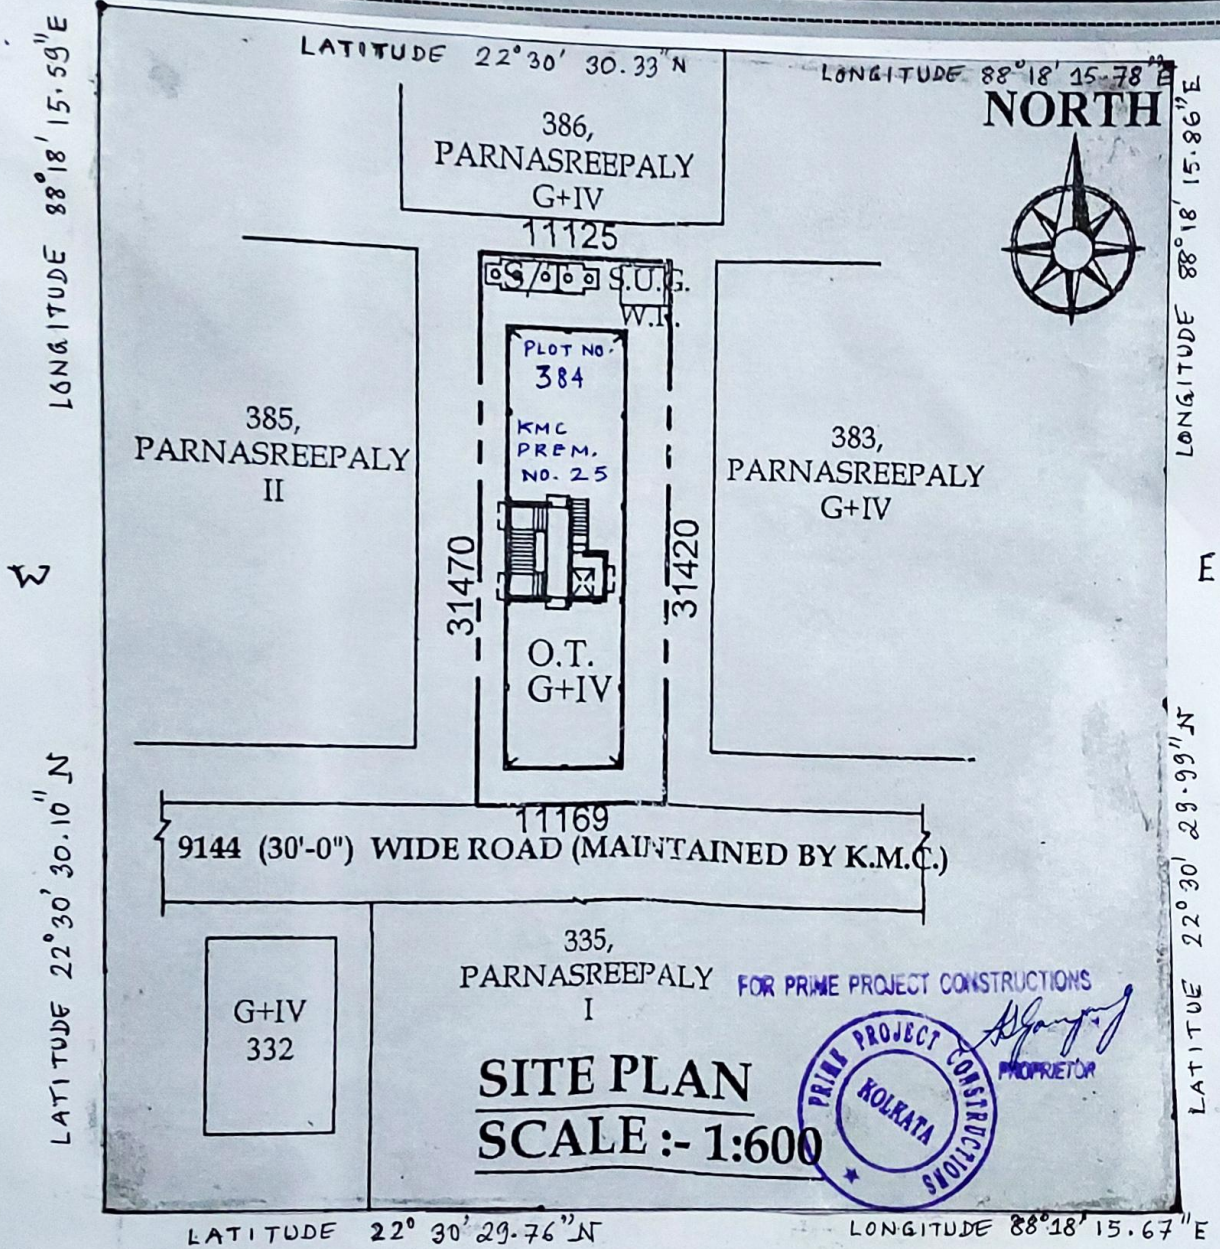 LATITUDE 22°30' 30.33"N
LONGITUDE 88°18' 15.78"E
NORTH
LONGITUDE 88°18' 15.59"E
LONGITUDE 88°18' 15.86"E
386,
PARNASREEPALY
G+IV
11125
S/
S.U.G.
W.R.
PLOT NO.
384
KMC
PREM.
NO. 25
385,
PARNASREEPALY
II
383,
PARNASREEPALY
G+IV
31470
31420
W
E
O.T.
G+IV
11169
9144 (30'-0") WIDE ROAD (MAINTAINED BY K.M.C.)
LATITUDE 22°30' 30.10" N
LATITUE 22°30' 29.99" N
335,
PARNASREEPALY
I
G+IV
332
FOR PRIME PROJECT CONSTRUCTIONS
PROPRIETOR
PRIME PROJECT CONSTRUCTIONS
KOLKATA
SITE PLAN
SCALE :- 1:600
LATITUDE 22° 30' 29.76"N
LONGITUDE 88°18' 15.67"E